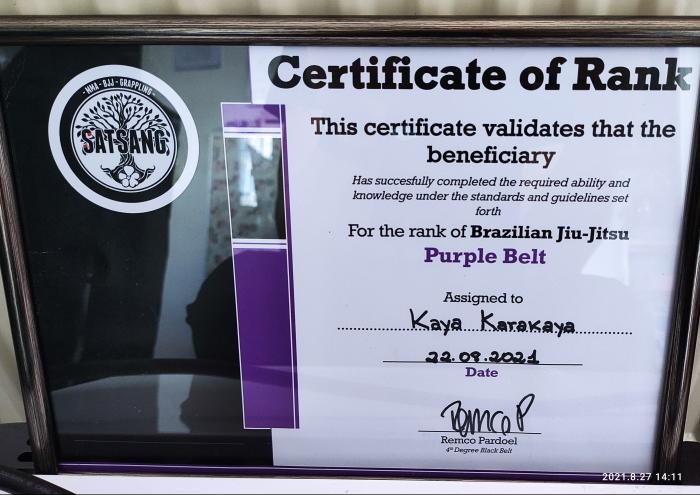 MMA - BJJ - GRAPPLING
SATSANG
Certificate of Rank
This certificate validates that the
beneficiary
Has succesfully completed the required ability and
knowledge under the standards and guidelines set
forth
For the rank of Brazilian Jiu-Jitsu
Purple Belt
Assigned to
Kaya Karakaya
22.08.2021
Date
Remco P
Remco Pardoel
4th Degree Black Belt
2021.8.27 14:11